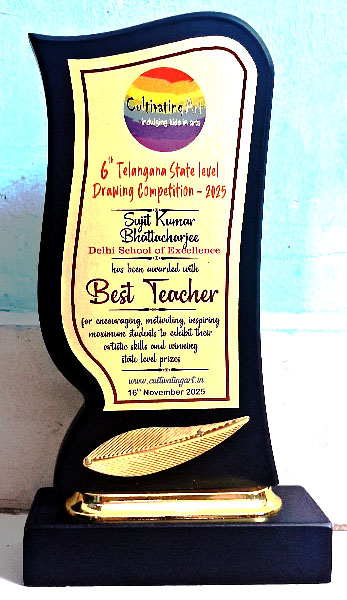 Cultivating Art
indulging kids in arts
6th Telangana State level
Drawing Competition - 2025
Sujit Kumar
Bhattacharjee
Delhi School of Excellence
has been awarded with
Best Teacher
for encouraging, motivating, inspiring
maximum students to exhibit their
artistic skills and winning
state level prizes
www.cultivatingart.in
16th November 2025